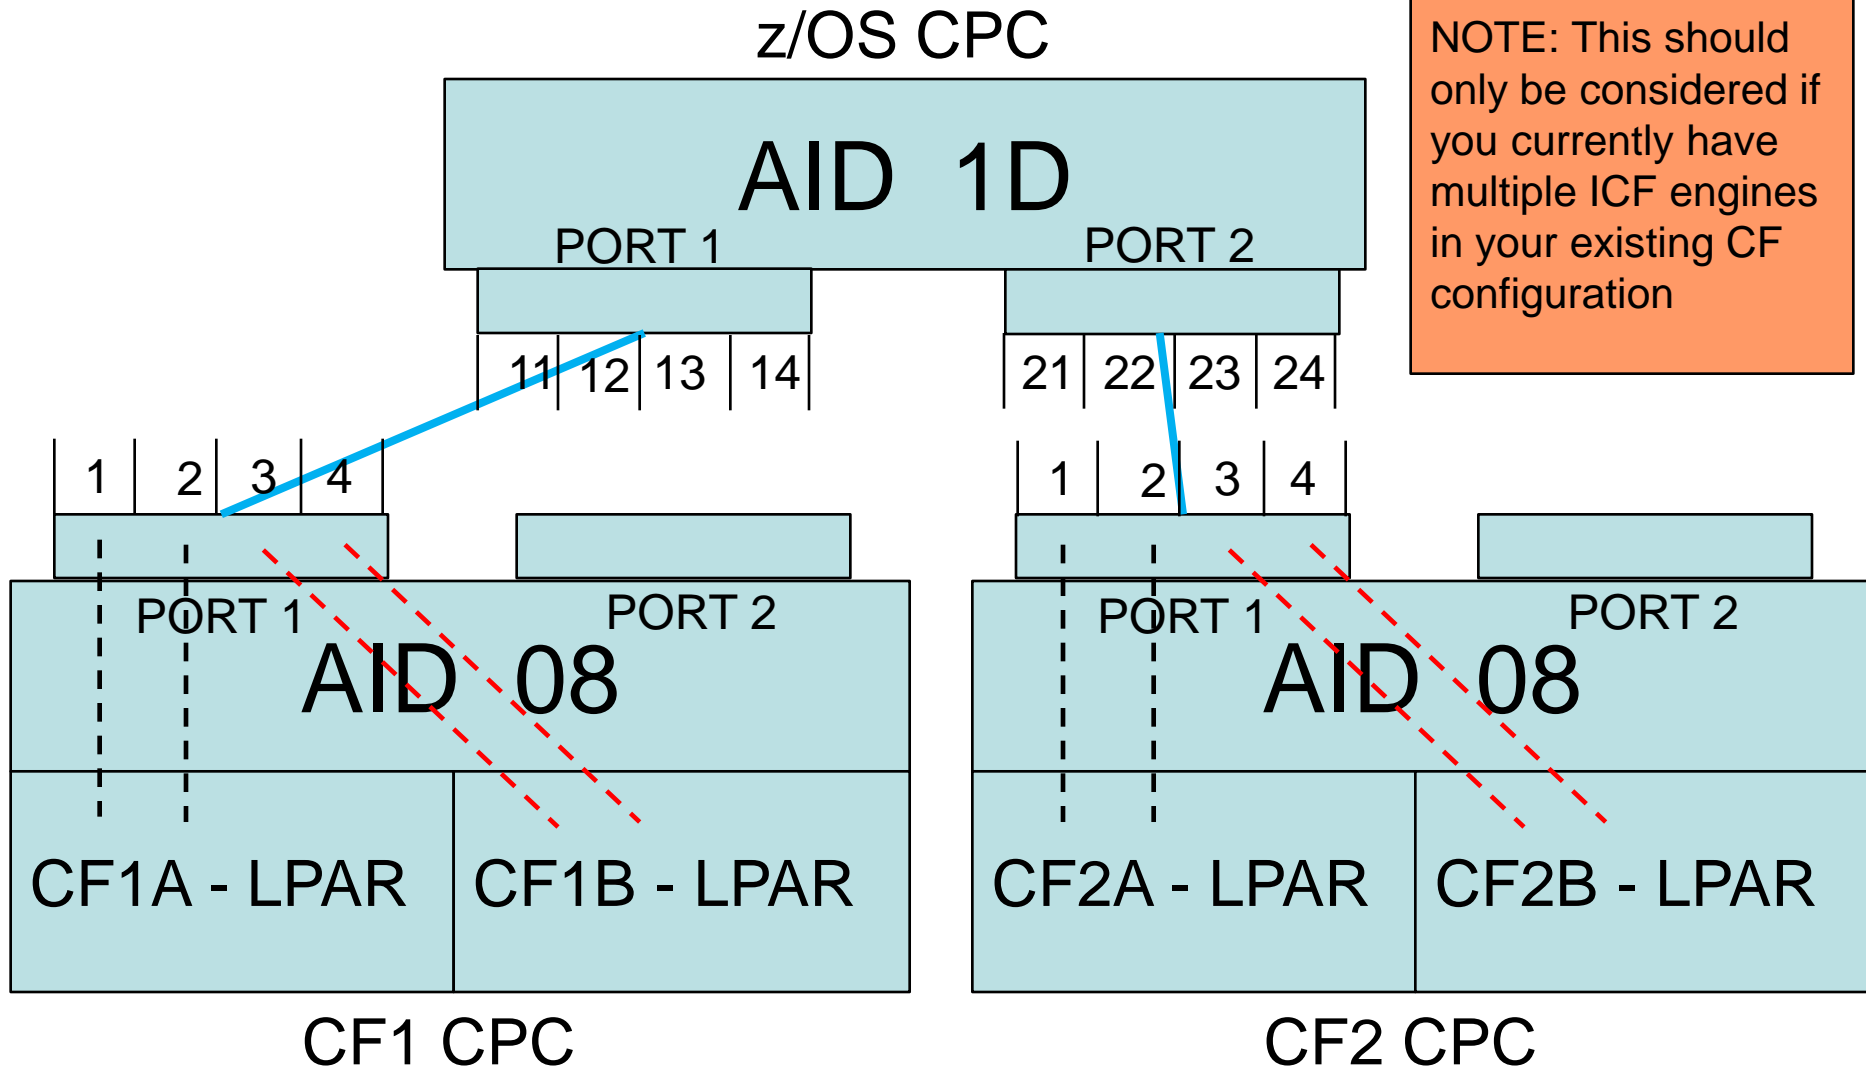 z/OS CPC
NOTE: This should
only be considered if
you currently have
multiple ICF engines
in your existing CF
configuration
AID 1D
PORT 1
PORT 2
11 12 13 14
21 22 23 24
1 2 3 4
1 2 3 4
PORT 1
PORT 2
AID 08
PORT 1
PORT 2
AID 08
CF1A - LPAR
CF1B - LPAR
CF2A - LPAR
CF2B - LPAR
CF1 CPC
CF2 CPC